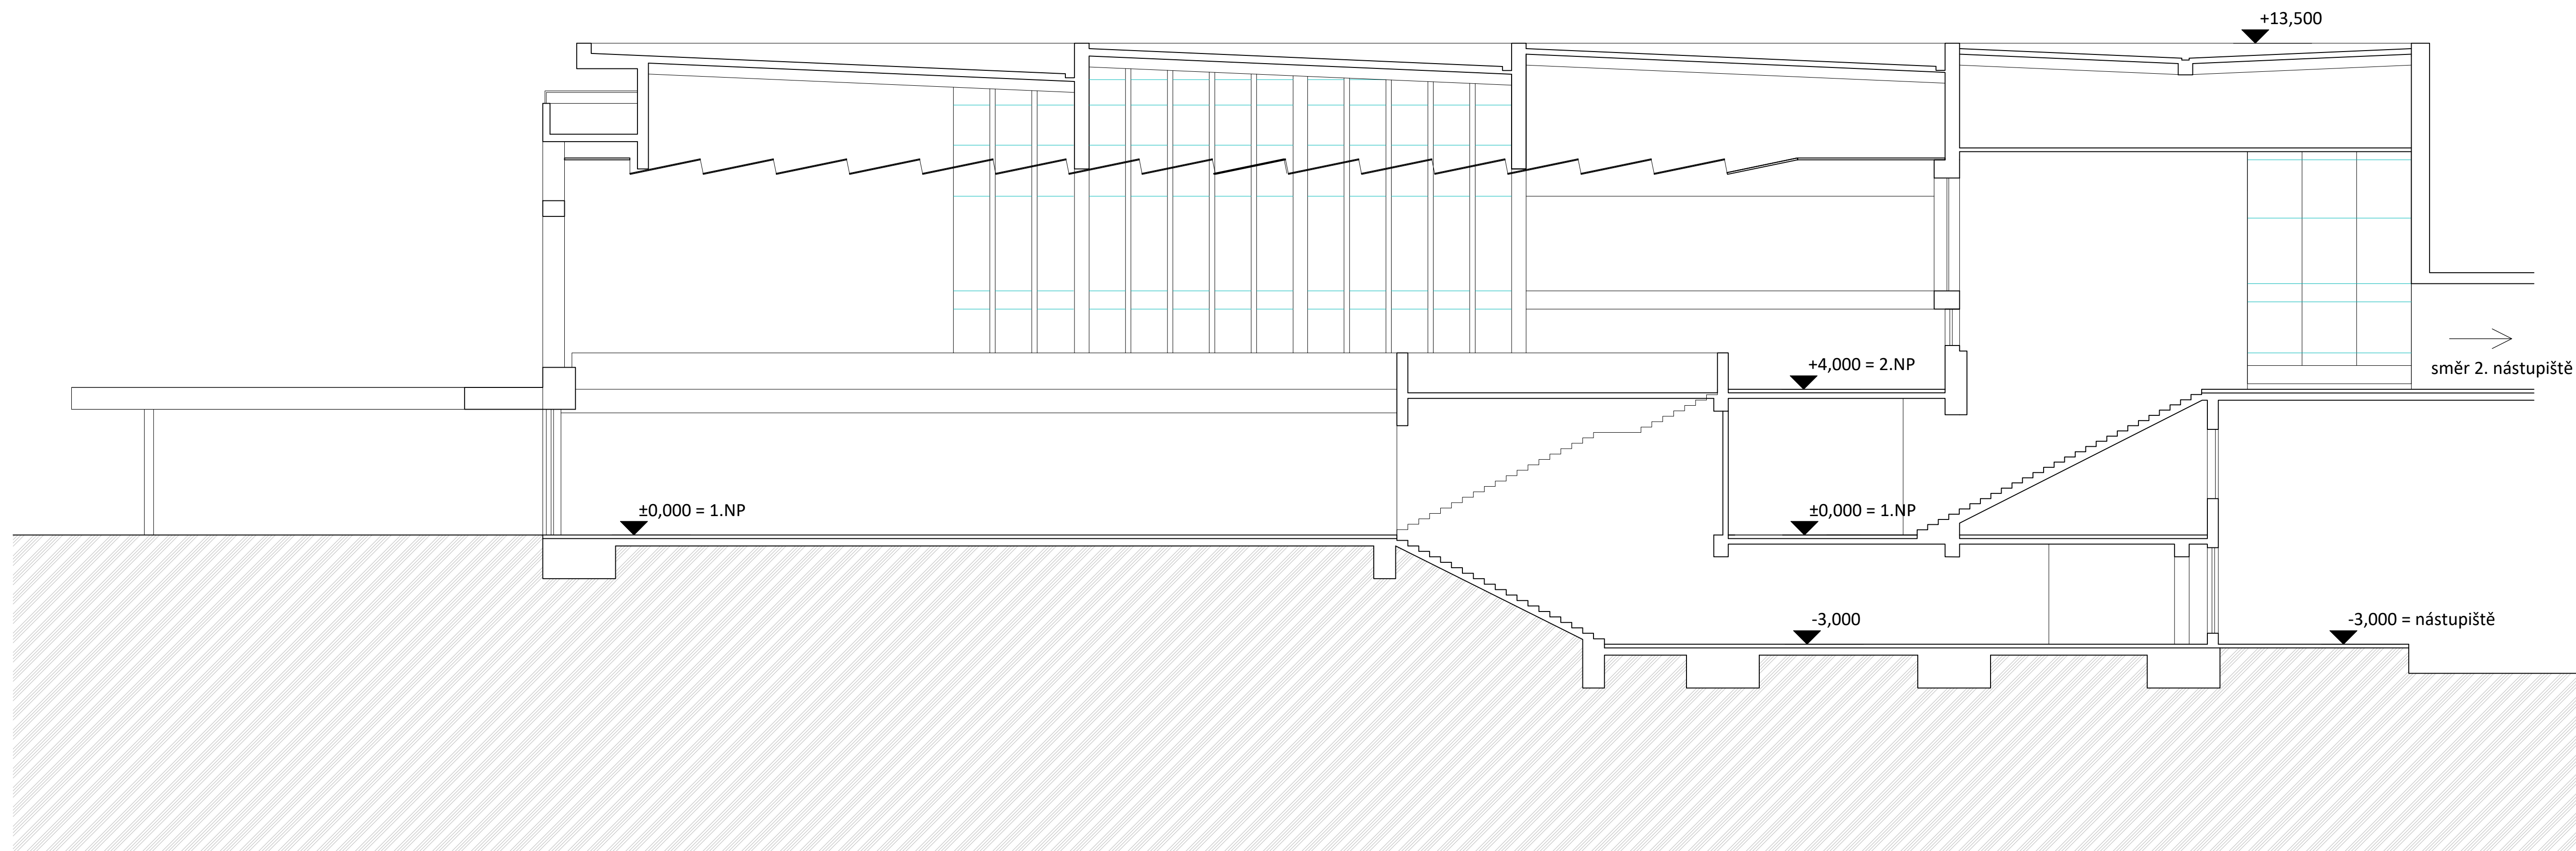 +13,500
+4,000 = 2.NP
směr 2. nástupiště
±0,000 = 1.NP
±0,000 = 1.NP
-3,000
-3,000 = nástupiště